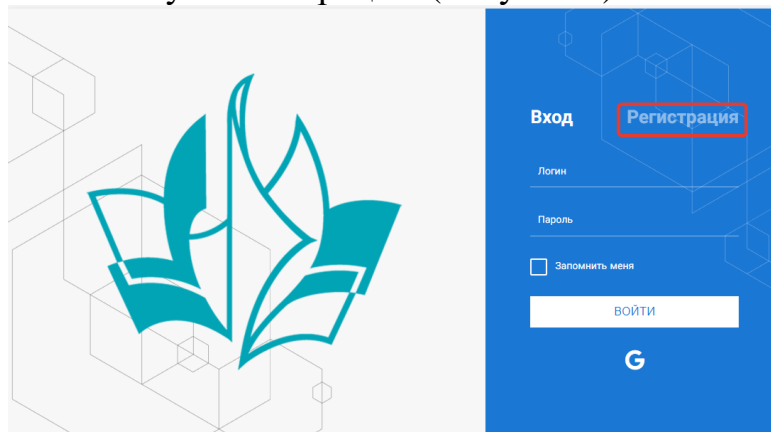 Вход Регистрация
Логин
Пароль
Запомнить меня
ВОЙТИ
G